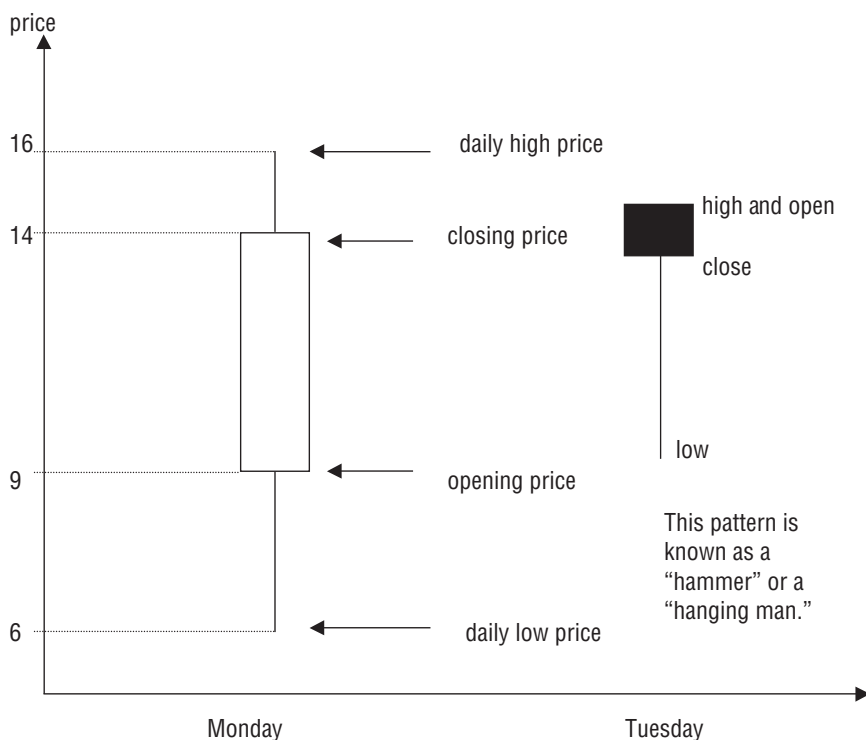 price
16
daily high price
high and open
14
closing price
close
low
9
opening price
This pattern is
known as a
“hammer” or a
“hanging man.”
6
daily low price
Monday
Tuesday